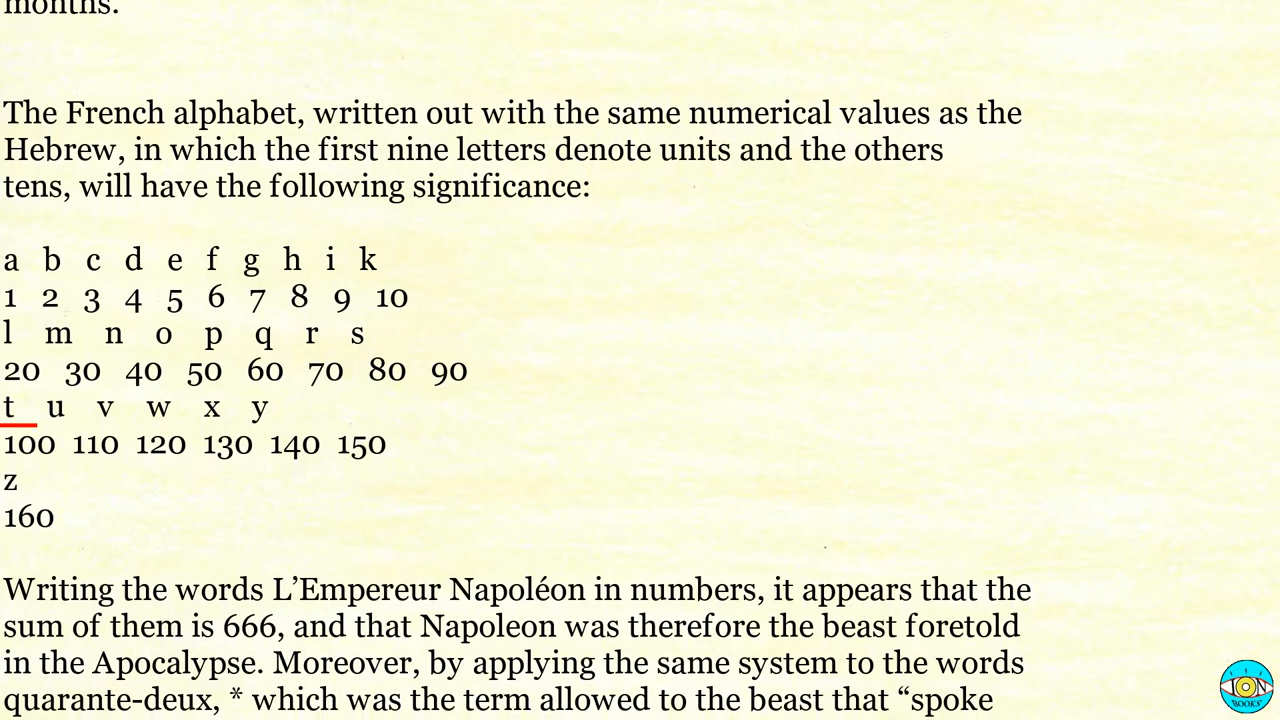 months.
The French alphabet, written out with the same numerical values as the
Hebrew, in which the first nine letters denote units and the others
tens, will have the following significance:
a b c d e f g h i k
1 2 3 4 5 6 7 8 9 10
l m n o p q r s
20 30 40 50 60 70 80 90
t u v w x y
100 110 120 130 140 150
z
160
Writing the words L’Empereur Napoléon in numbers, it appears that the
sum of them is 666, and that Napoleon was therefore the beast foretold
in the Apocalypse. Moreover, by applying the same system to the words
quarante-deux, * which was the term allowed to the beast that “spoke
ION
BOOKS